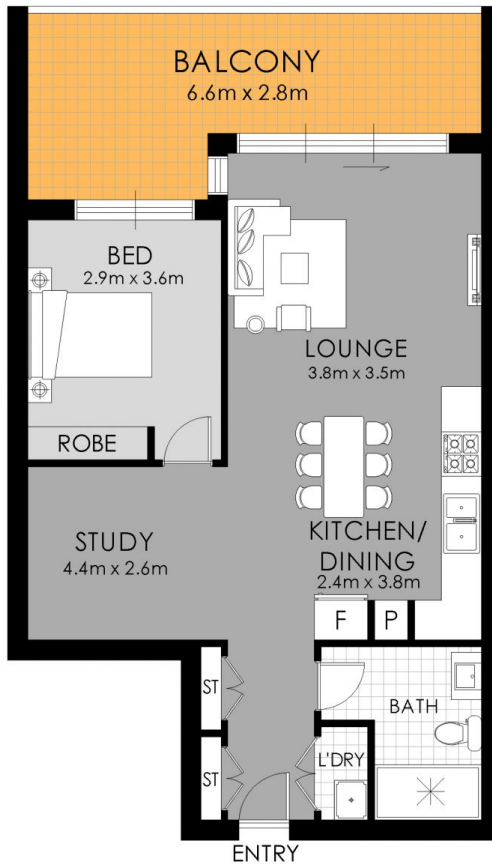 BALCONY
6.6m x 2.8m
BED
2.9m x 3.6m
LOUNGE
3.8m x 3.5m
ROBE
STUDY
4.4m x 2.6m
KITCHEN/
DINING
2.4m x 3.8m
F
P
ST
BATH
ST
L'DRY
ENTRY